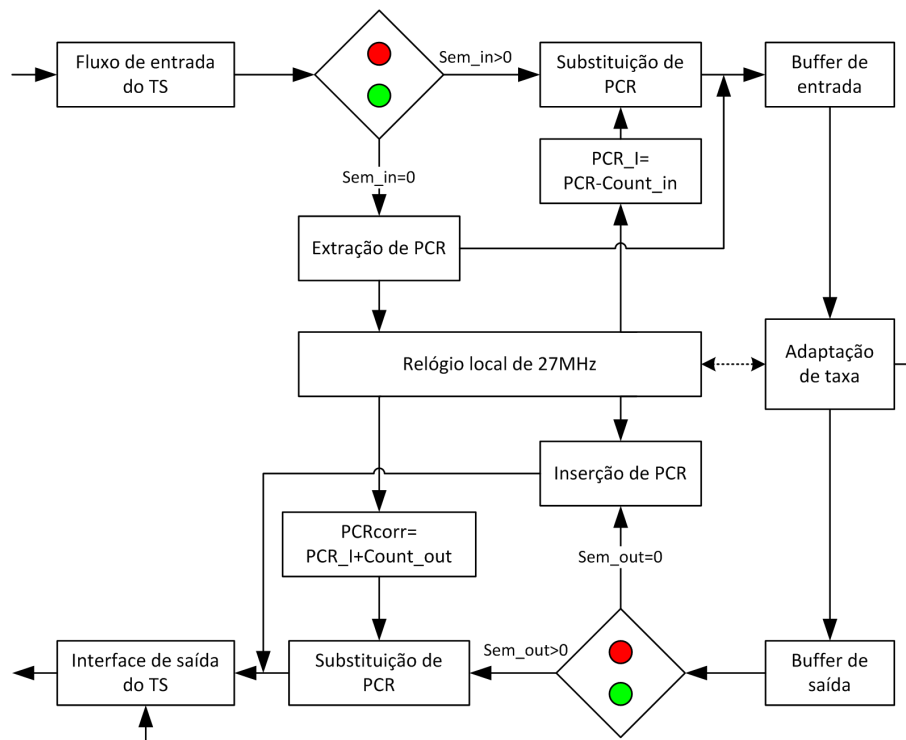 Fluxo de entrada
do TS
Sem_in>0
Substituição de
PCR
Buffer de
entrada
PCR_I=
PCR-Count_in
Sem_in=0
Extração de PCR
Relógio local de 27MHz
Adaptação
de taxa
Inserção de PCR
PCRcorr=
PCR_I+Count_out
Sem_out=0
Interface de saída
do TS
Substituição de
PCR
Sem_out>0
Buffer de
saída